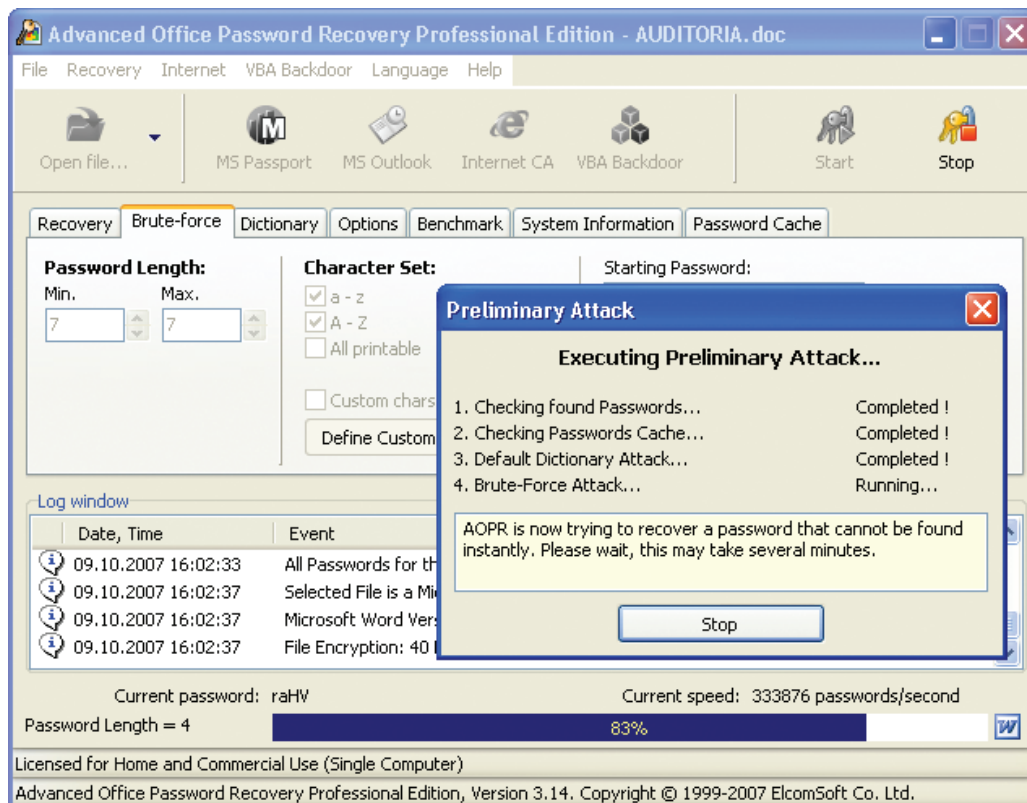 Advanced Office Password Recovery Professional Edition - AUDITORIA.doc
File Recovery Internet VBA Backdoor Language Help
Open file... MS Passport MS Outlook Internet CA VBA Backdoor Start Stop
Recovery Brute-force Dictionary Options Benchmark System Information Password Cache
Password Length: Character Set: Starting Password:
Min. Max.
7 7
a - z
A - Z
All printable
Custom chars
Define Custom
Preliminary Attack
Executing Preliminary Attack...
1. Checking found Passwords... Completed !
2. Checking Passwords Cache... Completed !
3. Default Dictionary Attack... Completed !
4. Brute-Force Attack... Running...
AOPR is now trying to recover a password that cannot be found
instantly. Please wait, this may take several minutes.
Stop
Log window
Date, Time Event
09.10.2007 16:02:33 All Passwords for th
09.10.2007 16:02:37 Selected File is a Mi
09.10.2007 16:02:37 Microsoft Word Vers
09.10.2007 16:02:37 File Encryption: 40
Current password: raHV Current speed: 333876 passwords/second
Password Length = 4 83%
Licensed for Home and Commercial Use (Single Computer)
Advanced Office Password Recovery Professional Edition, Version 3.14. Copyright © 1999-2007 ElcomSoft Co. Ltd.